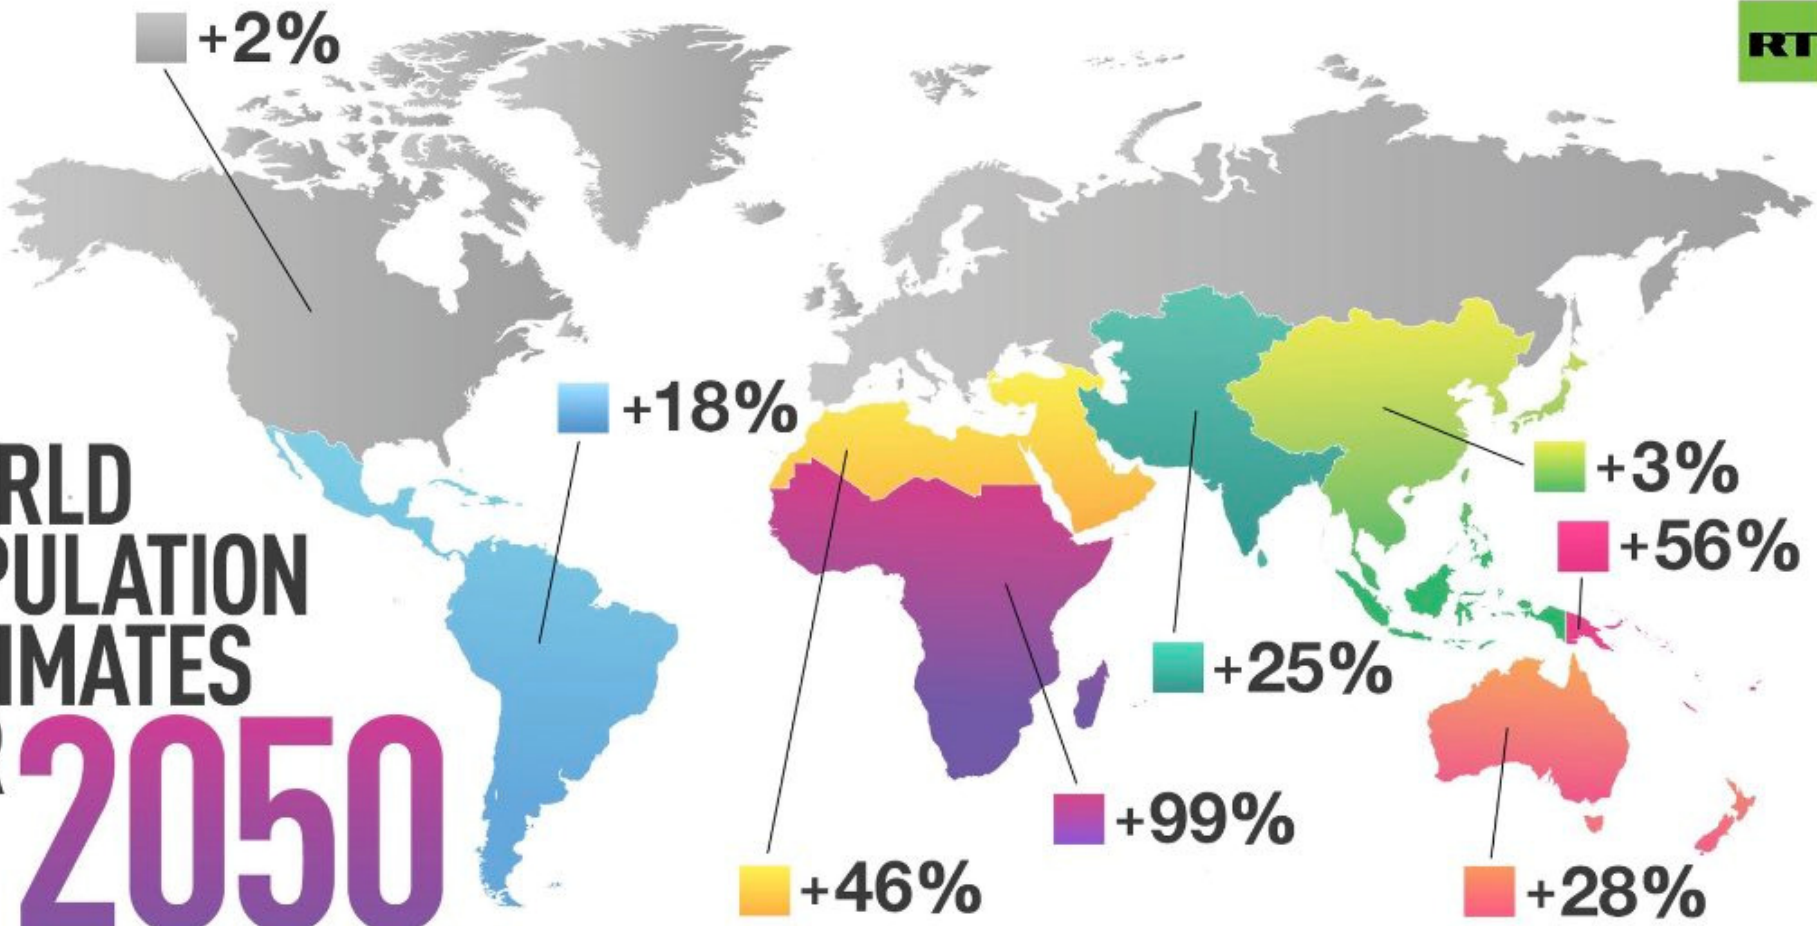 +2%
RT
+18%
RLD
PULATION
IMATES
2050
+3%
+56%
+25%
+99%
+46%
+28%